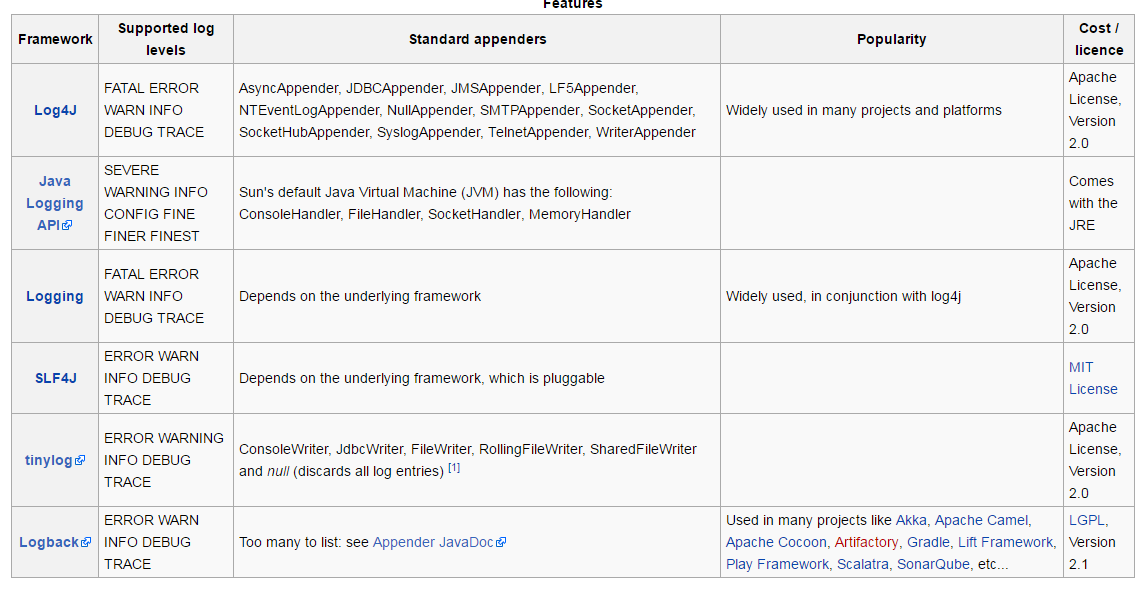 Features
Framework
Supported log
levels
Standard appenders
Popularity
Cost /
licence
Log4J
FATAL ERROR
WARN INFO
DEBUG TRACE
AsyncAppender, JDBCAppender, JMSAppender, LF5Appender,
NTEventLogAppender, NullAppender, SMTPAppender, SocketAppender,
SocketHubAppender, SyslogAppender, TelnetAppender, WriterAppender
Widely used in many projects and platforms
Apache
License,
Version
2.0
Java
Logging
API
SEVERE
WARNING INFO
CONFIG FINE
FINER FINEST
Sun's default Java Virtual Machine (JVM) has the following:
ConsoleHandler, FileHandler, SocketHandler, MemoryHandler
Comes
with the
JRE
Logging
FATAL ERROR
WARN INFO
DEBUG TRACE
Depends on the underlying framework
Widely used, in conjunction with log4j
Apache
License,
Version
2.0
SLF4J
ERROR WARN
INFO DEBUG
TRACE
Depends on the underlying framework, which is pluggable
MIT
License
tinylog
ERROR WARNING
INFO DEBUG
TRACE
ConsoleWriter, JdbcWriter, FileWriter, RollingFileWriter, SharedFileWriter
and null (discards all log entries) [1]
Apache
License,
Version
2.0
Logback
ERROR WARN
INFO DEBUG
TRACE
Too many to list: see Appender JavaDoc
Used in many projects like Akka, Apache Camel,
Apache Cocoon, Artifactory, Gradle, Lift Framework,
Play Framework, Scalatra, SonarQube, etc...
LGPL,
Version
2.1